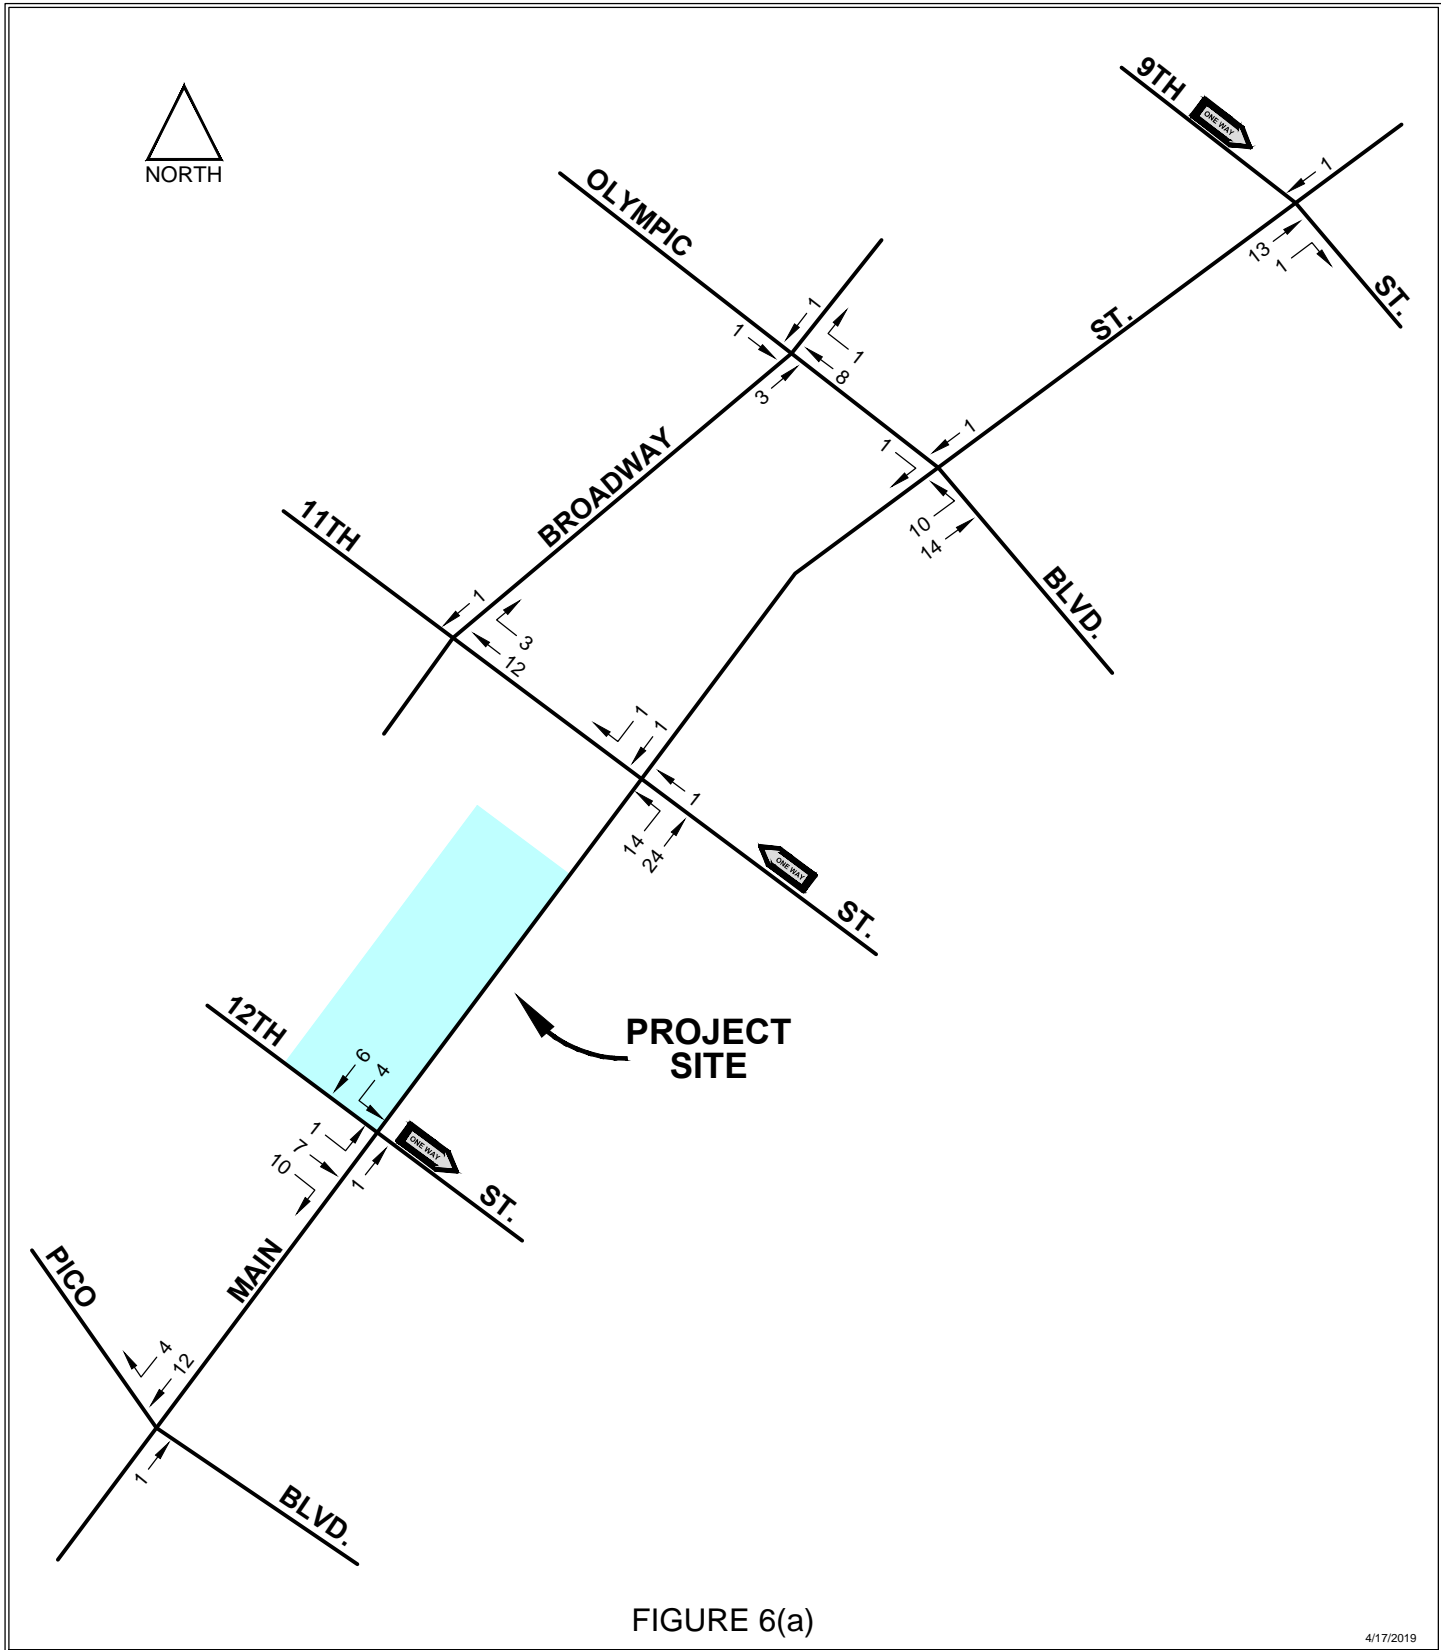 9TH
ONE WAY
NORTH
OLYMPIC
1
13
1
ST.
1
1
1
8
3
ST.
1
1
10
14
BROADWAY
11TH
BLVD.
1
3
12
1
1
1
14
24
ONE WAY
ST.
12TH
PROJECT
SITE
6
4
1
7
10
1
ONE WAY
ST.
MAIN
PICO
4
12
1
BLVD.
FIGURE 6(a)
4/17/2019